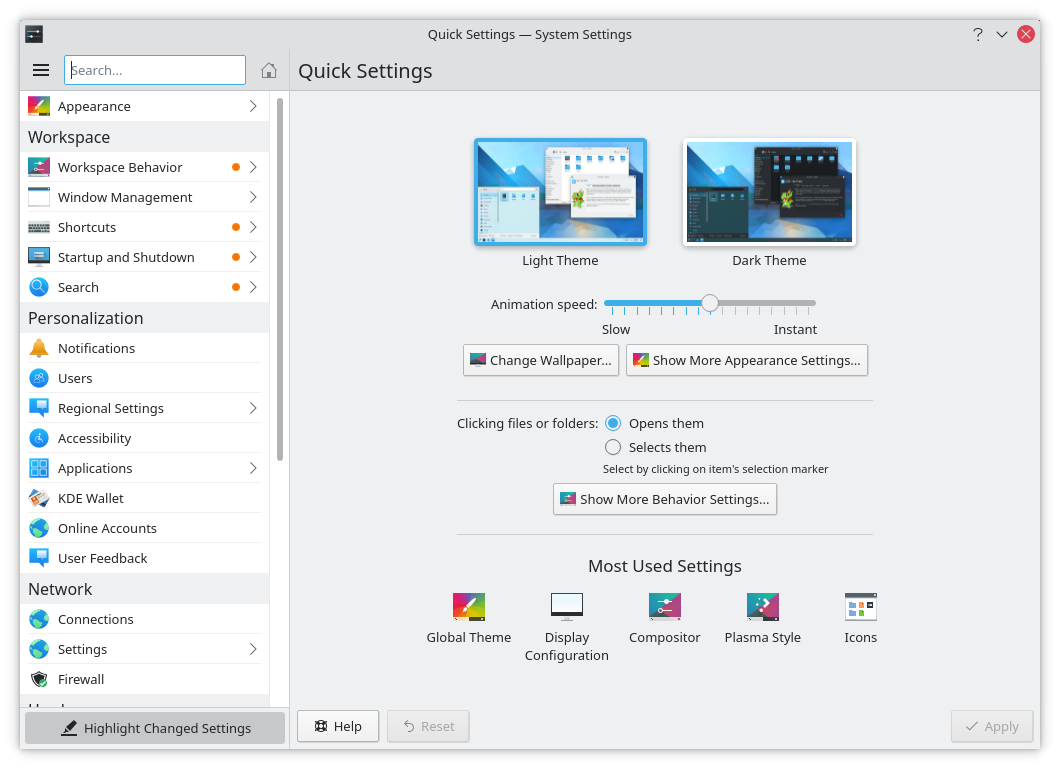 Quick Settings — System Settings
Search...
Quick Settings
Appearance
Workspace
Workspace Behavior
Window Management
Shortcuts
Startup and Shutdown
Search
Personalization
Notifications
Users
Regional Settings
Accessibility
Applications
KDE Wallet
Online Accounts
User Feedback
Network
Connections
Settings
Firewall
Highlight Changed Settings
Light Theme
Dark Theme
Animation speed:
Slow
Instant
Change Wallpaper...
Show More Appearance Settings...
Clicking files or folders:
Opens them
Selects them
Select by clicking on item's selection marker
Show More Behavior Settings...
Most Used Settings
Global Theme
Display
Configuration
Compositor
Plasma Style
Icons
Help
Reset
Apply